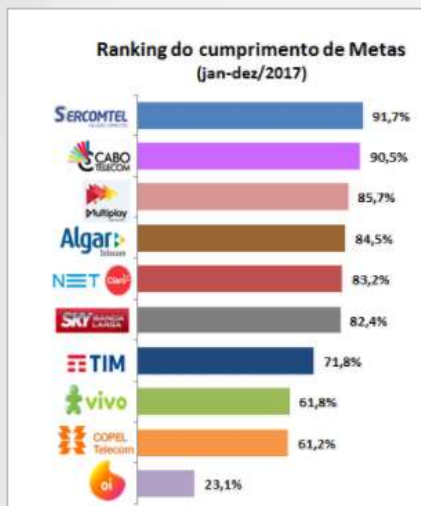 Ranking do cumprimento de Metas
(jan-dez/2017)
SERCOMTEL
91,7%
CABO
TELECOM
90,5%
Multiplay
85,7%
Algar
Telecom
84,5%
NET Claro
83,2%
SKY BANDA
LARGA
82,4%
TIM
71,8%
vivo
61,8%
COPEL
Telecom
61,2%
oi
23,1%